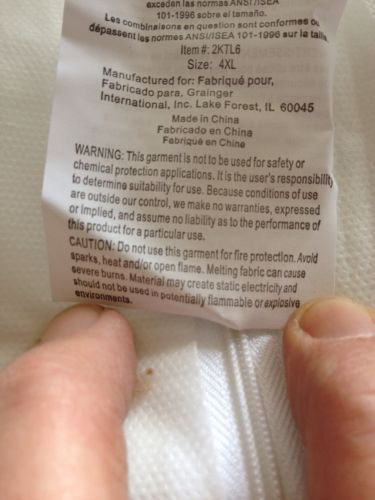 exceden las normas ANSI/ISEA
101-1996 sobre el tamaño.
Les combinaisons en question sont conformes ou
dépassent les normes ANSI/ISEA 101-1996 sur la taille
Item #: 2KTL6
Size: 4XL
Manufactured for: Fabriqué pour,
Fabricado para, Grainger
International, Inc. Lake Forest, IL 60045
Made in China
Fabricado en China
Fabriqué en Chine
WARNING: This garment is not to be used for safety or
chemical protection applications. It is the user's responsibility
to determine suitability for use. Because conditions of use
are outside our control, we make no warranties, expressed
or implied, and assume no liability as to the performance of
this product for a particular use.
CAUTION: Do not use this garment for fire protection. Avoid
sparks, heat and/or open flame. Melting fabric can cause
severe burns. Material may create static electricity and
should not be used in potentially flammable or explosive
environments.